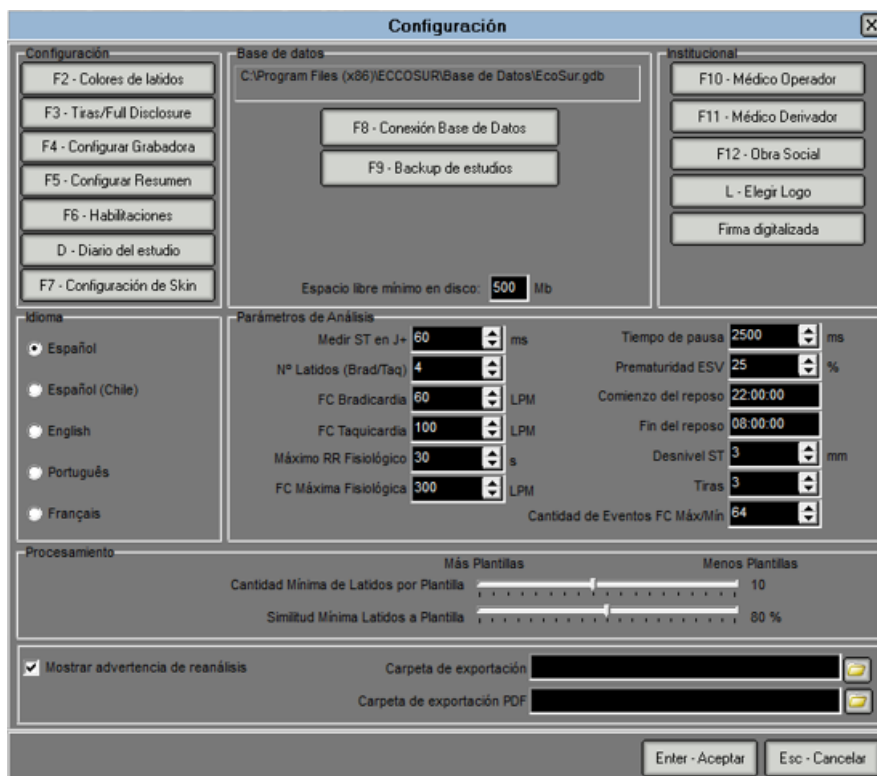 Configuración
Configuración
F2 - Colores de latidos
F3 - Tiras/Full Disclosure
F4 - Configurar Grabadora
F5 - Configurar Resumen
F6 - Habilitaciones
D - Diario del estudio
F7 - Configuración de Skin
Base de datos
C:\Program Files (x86)\ECCOSUR\Base de Datos\EcoSur.gdb
F8 - Conexión Base de Datos
F9 - Backup de estudios
Espacio libre mínimo en disco: 500 Mb
Institucional
F10 - Médico Operador
F11 - Médico Derivador
F12 - Obra Social
L - Elegir Logo
Firma digitalizada
Idioma
Español
Español (Chile)
English
Português
Français
Parámetros de Análisis
Medir ST en J+ 60 ms
Nº Latidos (Brad/Taq) 4
FC Bradicardia 60 LPM
FC Taquicardia 100 LPM
Máximo RR Fisiológico 30 s
FC Máxima Fisiológica 300 LPM
Tiempo de pausa 2500 ms
Prematuridad ESV 25 %
Comienzo del reposo 22:00:00
Fin del reposo 08:00:00
Desnivel ST 3 mm
Tiras 3
Cantidad de Eventos FC Máx/Mín 64
Procesamiento
Más Plantillas Menos Plantillas
Cantidad Mínima de Latidos por Plantilla 10
Similitud Mínima Latidos a Plantilla 80 %
Mostrar advertencia de reanálisis
Carpeta de exportación
Carpeta de exportación PDF
Enter - Aceptar Esc - Cancelar